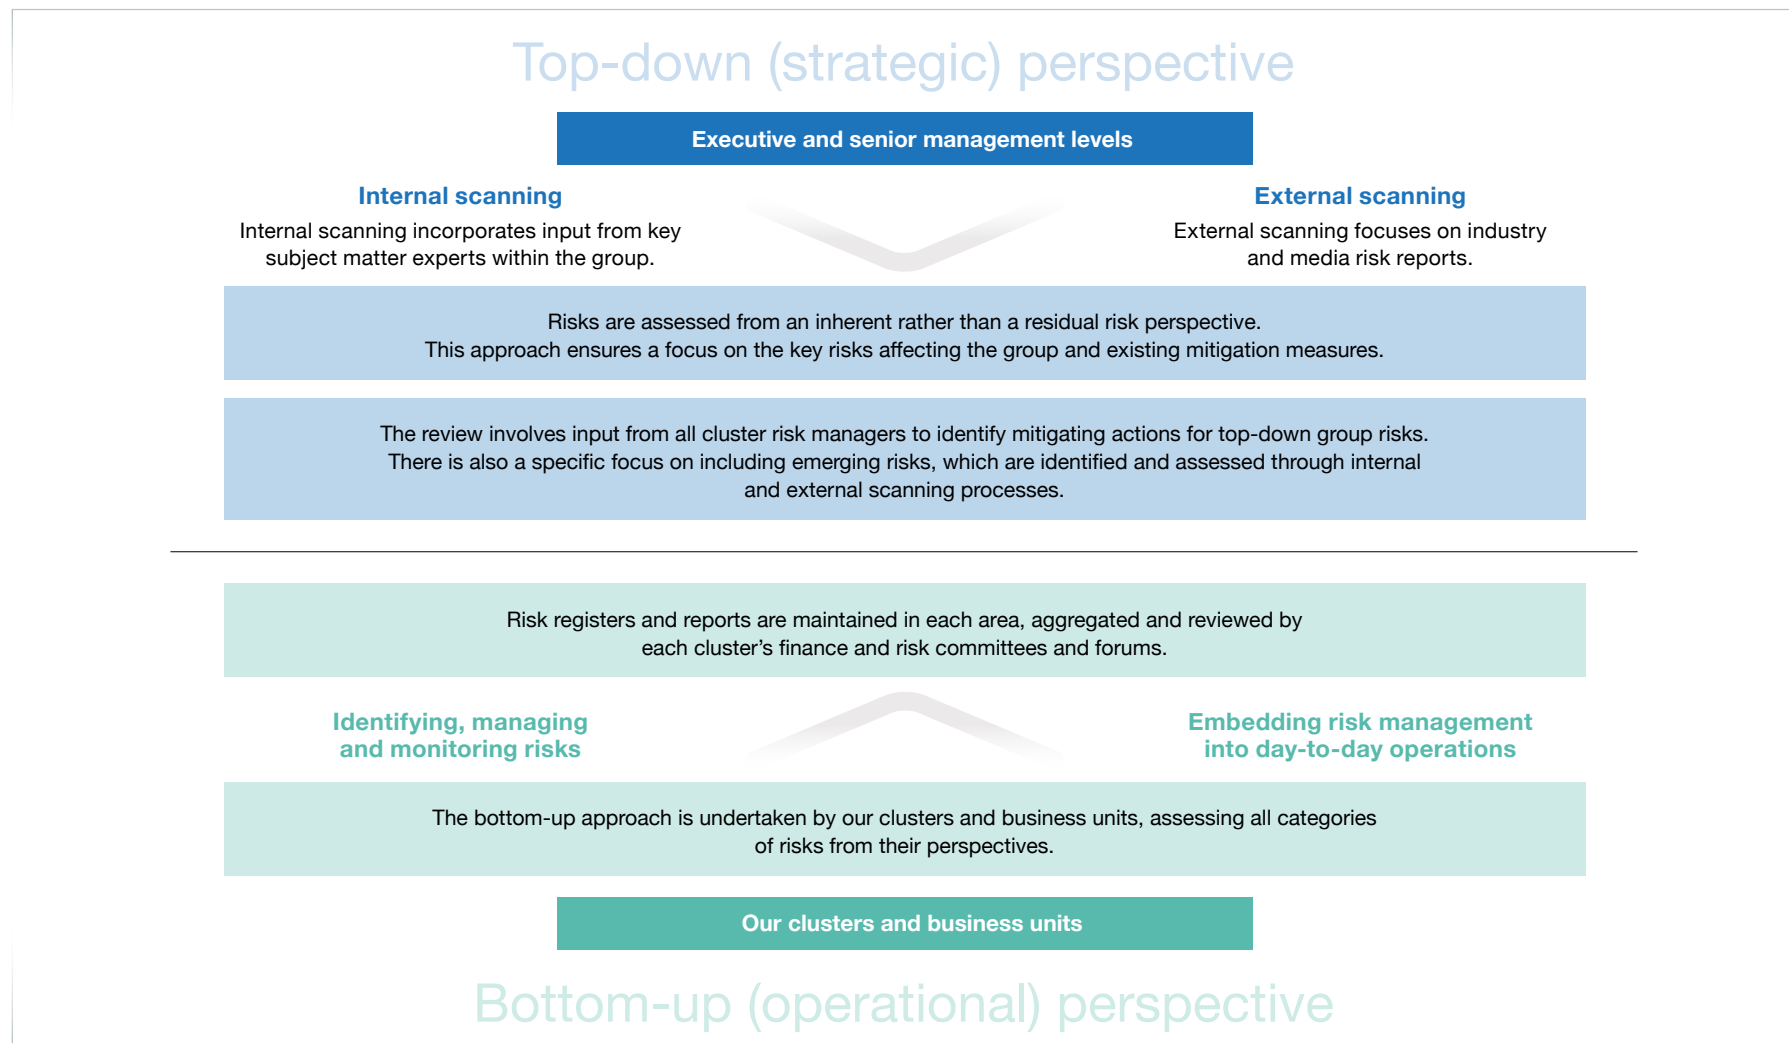 Top-down (strategic) perspective
Executive and senior management levels
Internal scanning
Internal scanning incorporates input from key
subject matter experts within the group.
External scanning
External scanning focuses on industry
and media risk reports.
Risks are assessed from an inherent rather than a residual risk perspective.
This approach ensures a focus on the key risks affecting the group and existing mitigation measures.
The review involves input from all cluster risk managers to identify mitigating actions for top-down group risks.
There is also a specific focus on including emerging risks, which are identified and assessed through internal
and external scanning processes.
Risk registers and reports are maintained in each area, aggregated and reviewed by
each cluster’s finance and risk committees and forums.
Identifying, managing
and monitoring risks
Embedding risk management
into day-to-day operations
The bottom-up approach is undertaken by our clusters and business units, assessing all categories
of risks from their perspectives.
Our clusters and business units
Bottom-up (operational) perspective